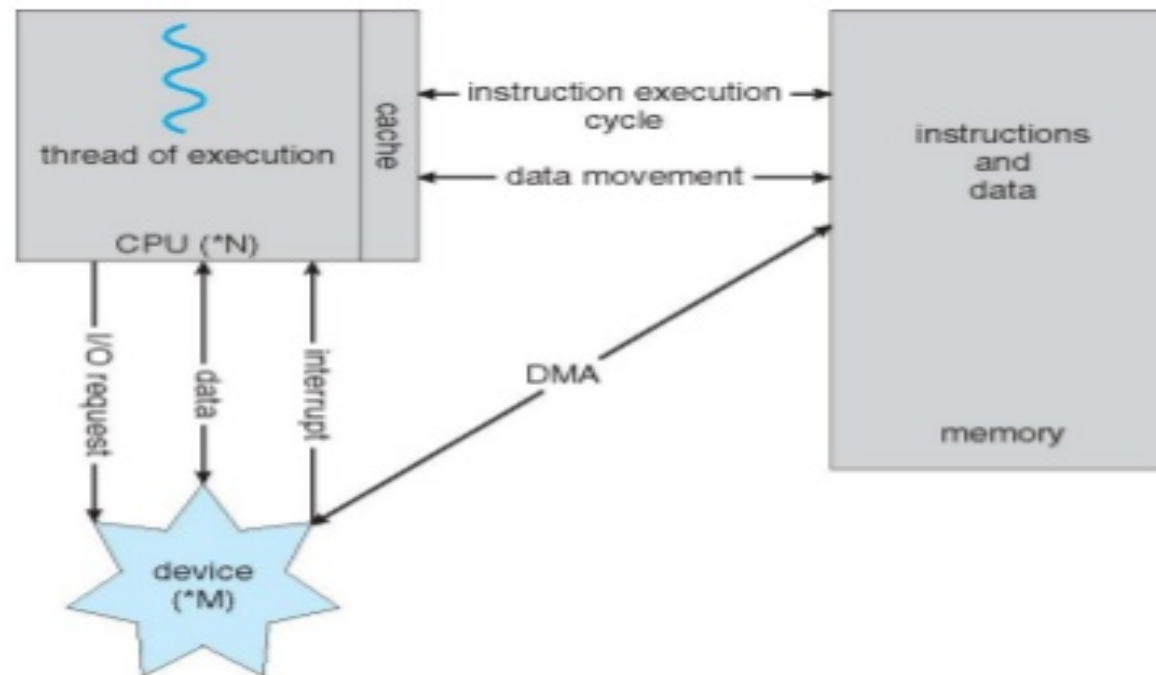 thread of execution
CPU (*N)
cache
instruction execution
cycle
data movement
instructions
and
data
memory
I/O request
data
interrupt
DMA
device
(*M)